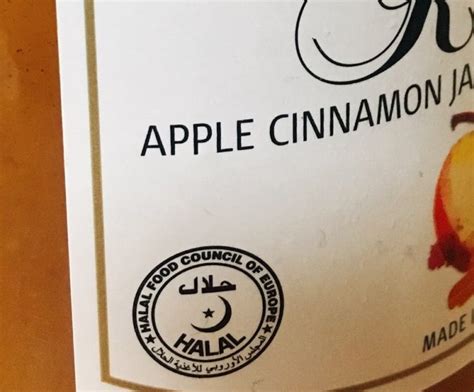 APPLE CINNAMON JA
HALAL FOOD COUNCIL OF EUROPE
حلال
HALAL
المجلس الأوروبي للأغذية الحلال
MADE